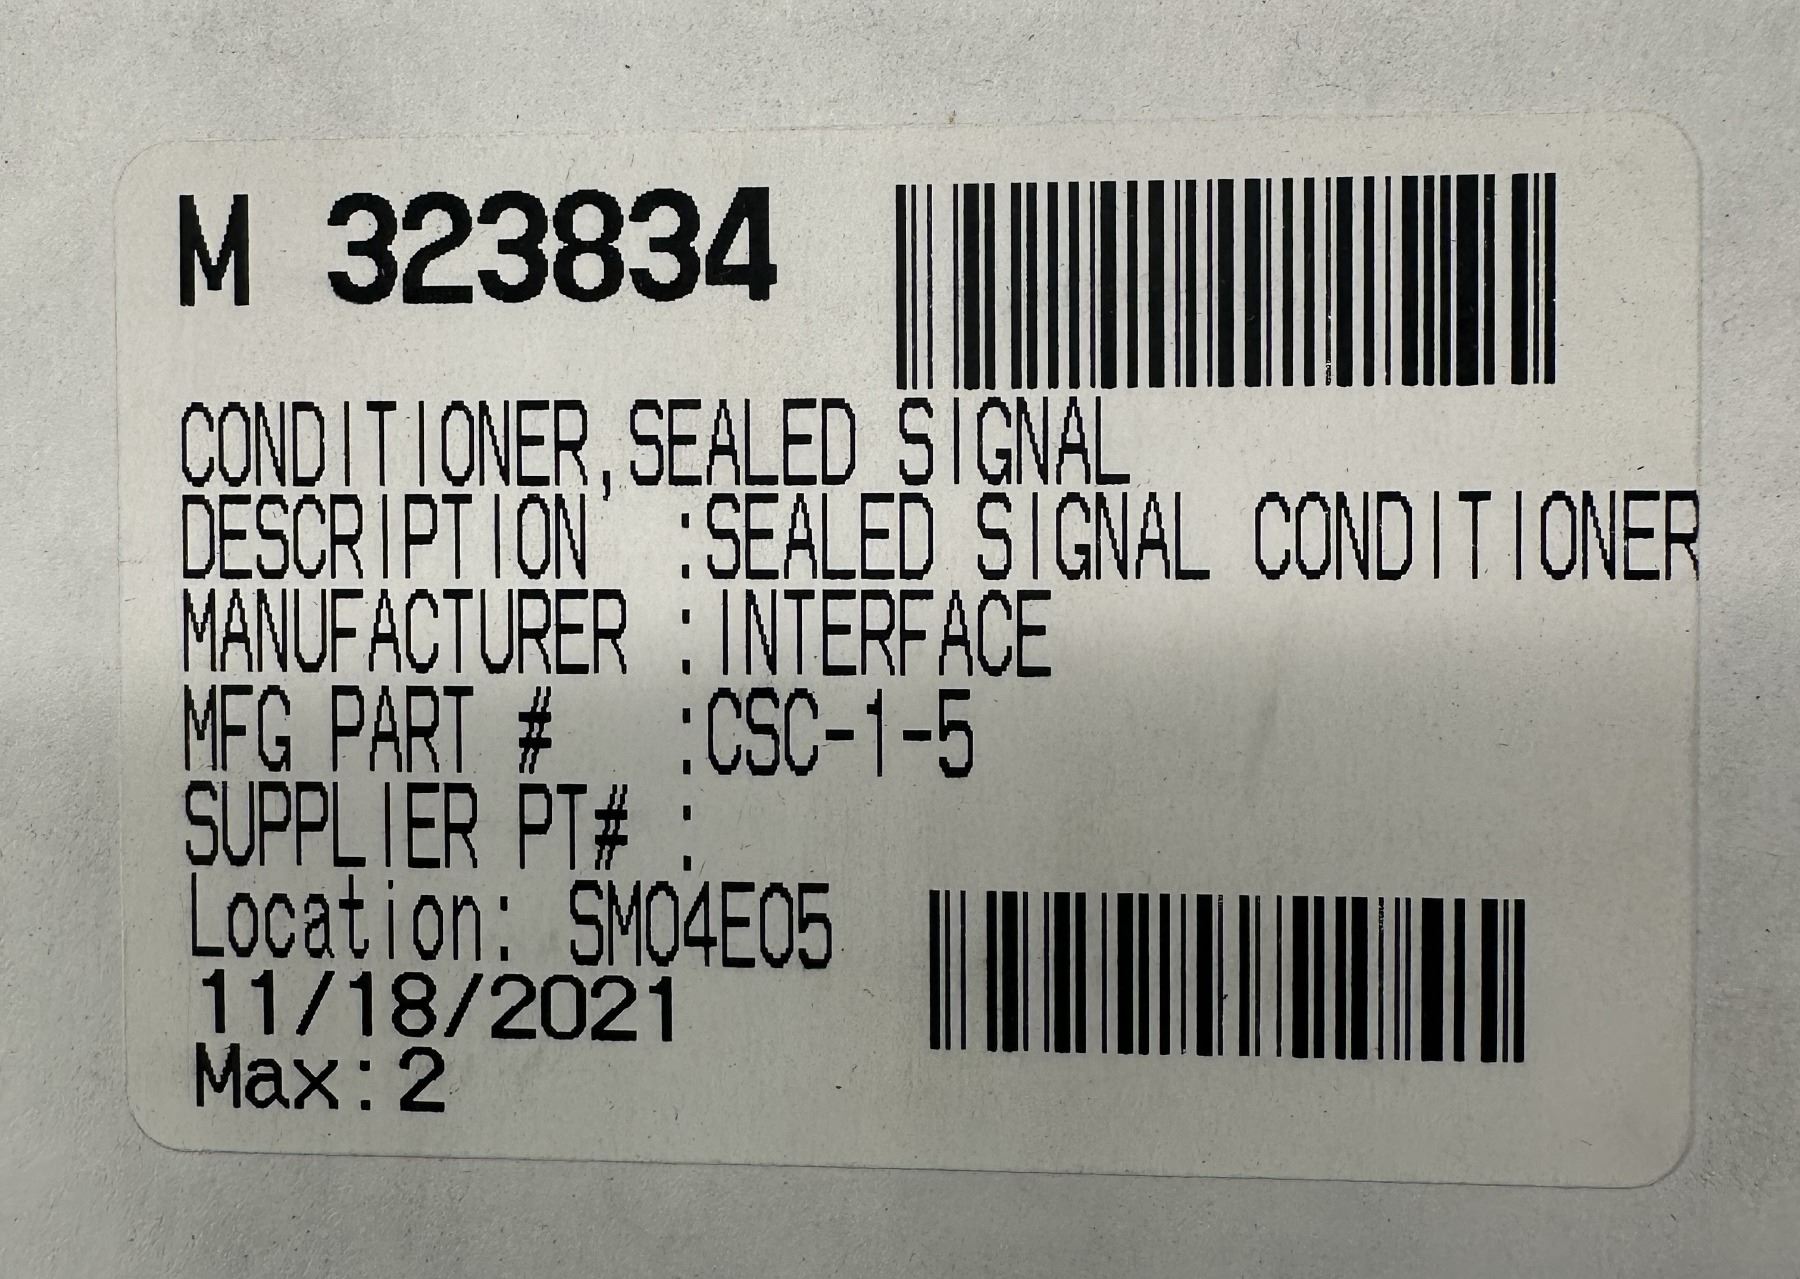 M 323834
CONDITIONER,SEALED SIGNAL
DESCRIPTION :SEALED SIGNAL CONDITIONER
MANUFACTURER :INTERFACE
MFG PART # :CSC-1-5
SUPPLIER PT# :
Location: SM04E05
11/18/2021
Max:2